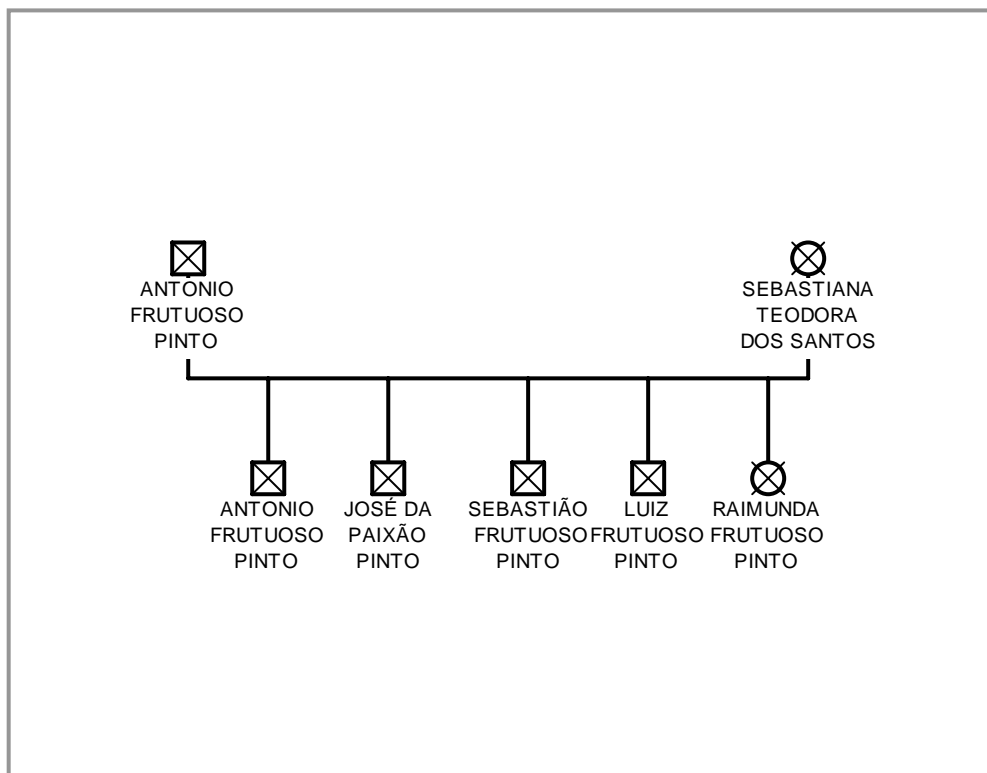 ANTONIO
FRUTUOSO
PINTO
SEBASTIANA
TEODORA
DOS SANTOS
ANTONIO
FRUTUOSO
PINTO
JOSÉ DA
PAIXÃO
PINTO
SEBASTIÃO
FRUTUOSO
PINTO
LUIZ
FRUTUOSO
PINTO
RAIMUNDA
FRUTUOSO
PINTO